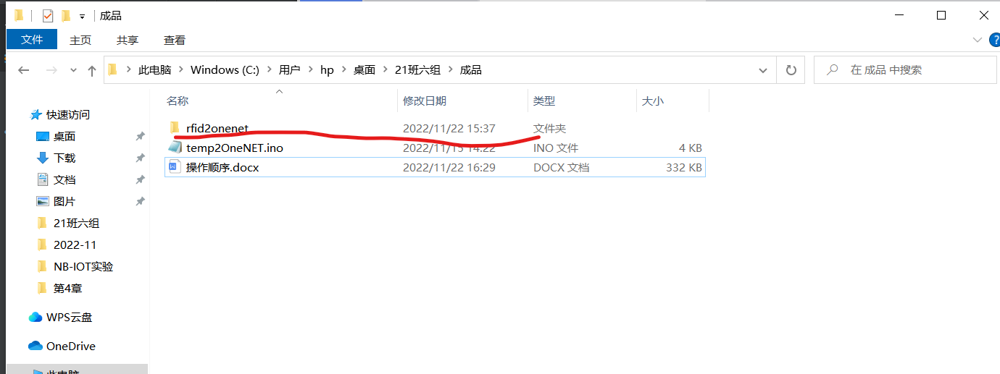 成品
文件 主页 共享 查看
此电脑 Windows (C:) 用户 hp 桌面 21班六组 成品
在 成品 中搜索
名称 修改日期 类型 大小
快速访问
桌面
下载
文档
图片
21班六组
2022-11
NB-IOT实验
第4章
WPS云盘
OneDrive
此电脑
rfid2onenet 2022/11/22 15:37 文件夹
temp2OneNET.ino 2022/11/15 14:22 INO 文件 4 KB
操作顺序.docx 2022/11/22 16:29 DOCX 文档 332 KB